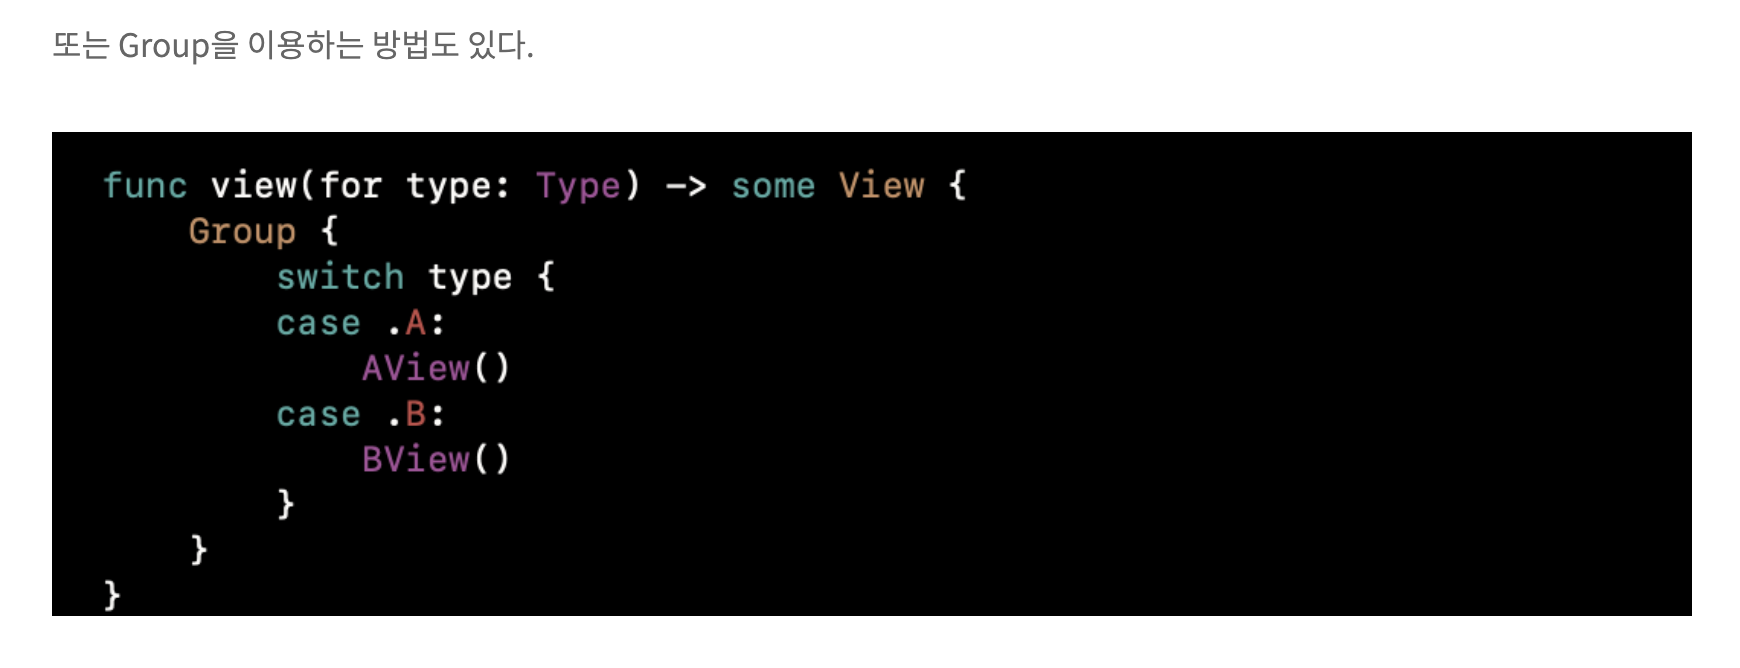 또는 Group을 이용하는 방법도 있다.
func view(for type: Type) -> some View {
    Group {
        switch type {
        case .A:
            AView()
        case .B:
            BView()
        }
    }
}